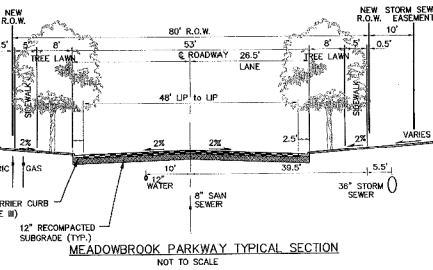 NEW
R.O.W.
80' R.O.W.
NEW
R.O.W.
STORM SEW
EASEMENT
10'
.5'
5'
8'
53'
℄ ROADWAY
26.5'
LANE
8'
5'
0.5'
TREE LAWN
TREE LAWN
SIDEWALK
SIDEWALK
48' LIP to LIP
2%
2%
2%
2.5'
2%
VARIES
RIC
GAS
10'
39.5'
5.5'
12"
WATER
36" STORM
SEWER
RRIER CURB
E III)
8" SAN
SEWER
12" RECOMPACTED
SUBGRADE (TYP.)
MEADOWBROOK PARKWAY TYPICAL SECTION
NOT TO SCALE